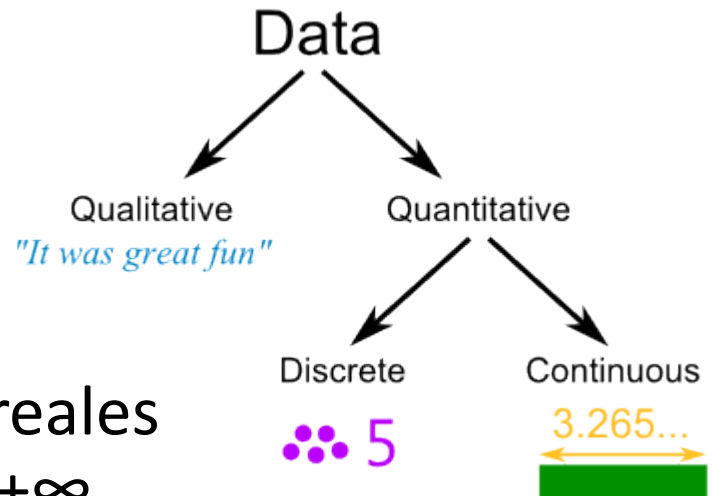 Data
Qualitative
Quantitative
"It was great fun"
Discrete
Continuous
reales
5
3.265...
+∞